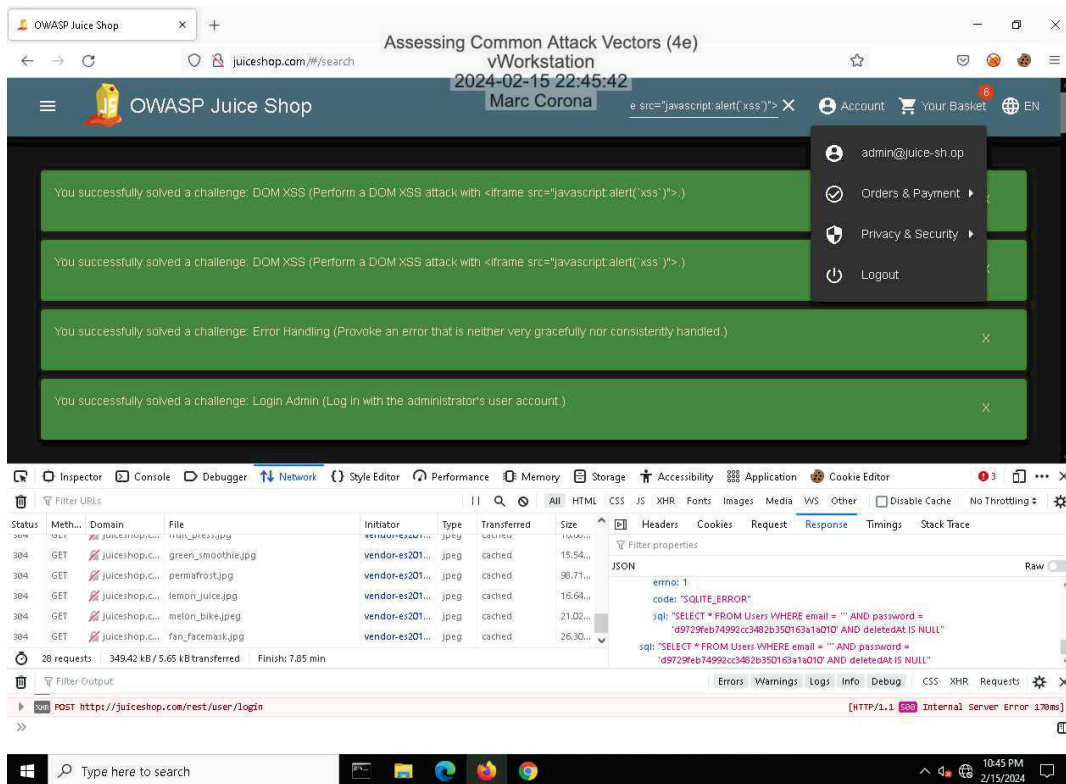 OWASP Juice Shop
Assessing Common Attack Vectors (4e)
vWorkstation
2024-02-15 22:45:42
Marc Corona
juiceshop.com/#/search
OWASP Juice Shop
e src="javascript:alert(`xss`)"> X
Account
Your Basket
6
EN
admin@juice-sh.op
Orders & Payment
Privacy & Security
Logout
You successfully solved a challenge: DOM XSS (Perform a DOM XSS attack with <iframe src="javascript:alert(`xss`)">.)
You successfully solved a challenge: DOM XSS (Perform a DOM XSS attack with <iframe src="javascript:alert(`xss`)">.)
You successfully solved a challenge: Error Handling (Provoke an error that is neither very gracefully nor consistently handled.)
X
You successfully solved a challenge: Login Admin (Log in with the administrator's user account.)
X
Inspector Console Debugger Network Style Editor Performance Memory Storage Accessibility Application Cookie Editor 3
Filter URLs
All HTML CSS JS XHR Fonts Images Media WS Other Disable Cache No Throttling
Status Meth... Domain File Initiator Type Transferred Size
Headers Cookies Request Response Timings Stack Trace
Filter properties
JSON
Raw
304 GET juiceshop.c... fruit_press.jpg vendor-es201... jpeg cached
304 GET juiceshop.c... green_smoothie.jpg vendor-es201... jpeg cached 15.54...
304 GET juiceshop.c... permafrost.jpg vendor-es201... jpeg cached 98.71...
304 GET juiceshop.c... lemon_juice.jpg vendor-es201... jpeg cached 16.64...
304 GET juiceshop.c... melon_bike.jpeg vendor-es201... jpeg cached 21.02...
304 GET juiceshop.c... fan_facemask.jpg vendor-es201... jpeg cached 26.30...
errno: 1
code: "SQLITE_ERROR"
sql: "SELECT * FROM Users WHERE email = ''' AND password =
'd9729feb74992cc3482b350163a1a010' AND deletedAt IS NULL"
sql: "SELECT * FROM Users WHERE email = ''' AND password =
'd9729feb74992cc3482b350163a1a010' AND deletedAt IS NULL"
28 requests 349.42 kB / 5.65 kB transferred Finish: 7.85 min
Filter Output
Errors Warnings Logs Info Debug CSS XHR Requests
XHR POST http://juiceshop.com/rest/user/login
[HTTP/1.1 500 Internal Server Error 170ms]
Type here to search
10:45 PM
2/15/2024